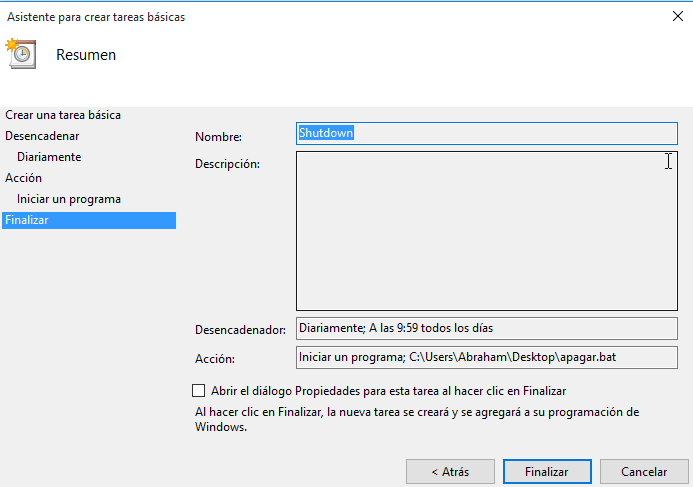 Asistente para crear tareas básicas
Resumen
Crear una tarea básica
Desencadenar
Diariamente
Acción
Iniciar un programa
Finalizar
Nombre:
Shutdown
Descripción:
Desencadenador:
Diariamente; A las 9:59 todos los días
Acción:
Iniciar un programa; C:\Users\Abraham\Desktop\apagar.bat
Abrir el diálogo Propiedades para esta tarea al hacer clic en Finalizar
Al hacer clic en Finalizar, la nueva tarea se creará y se agregará a su programación de
Windows.
< Atrás
Finalizar
Cancelar